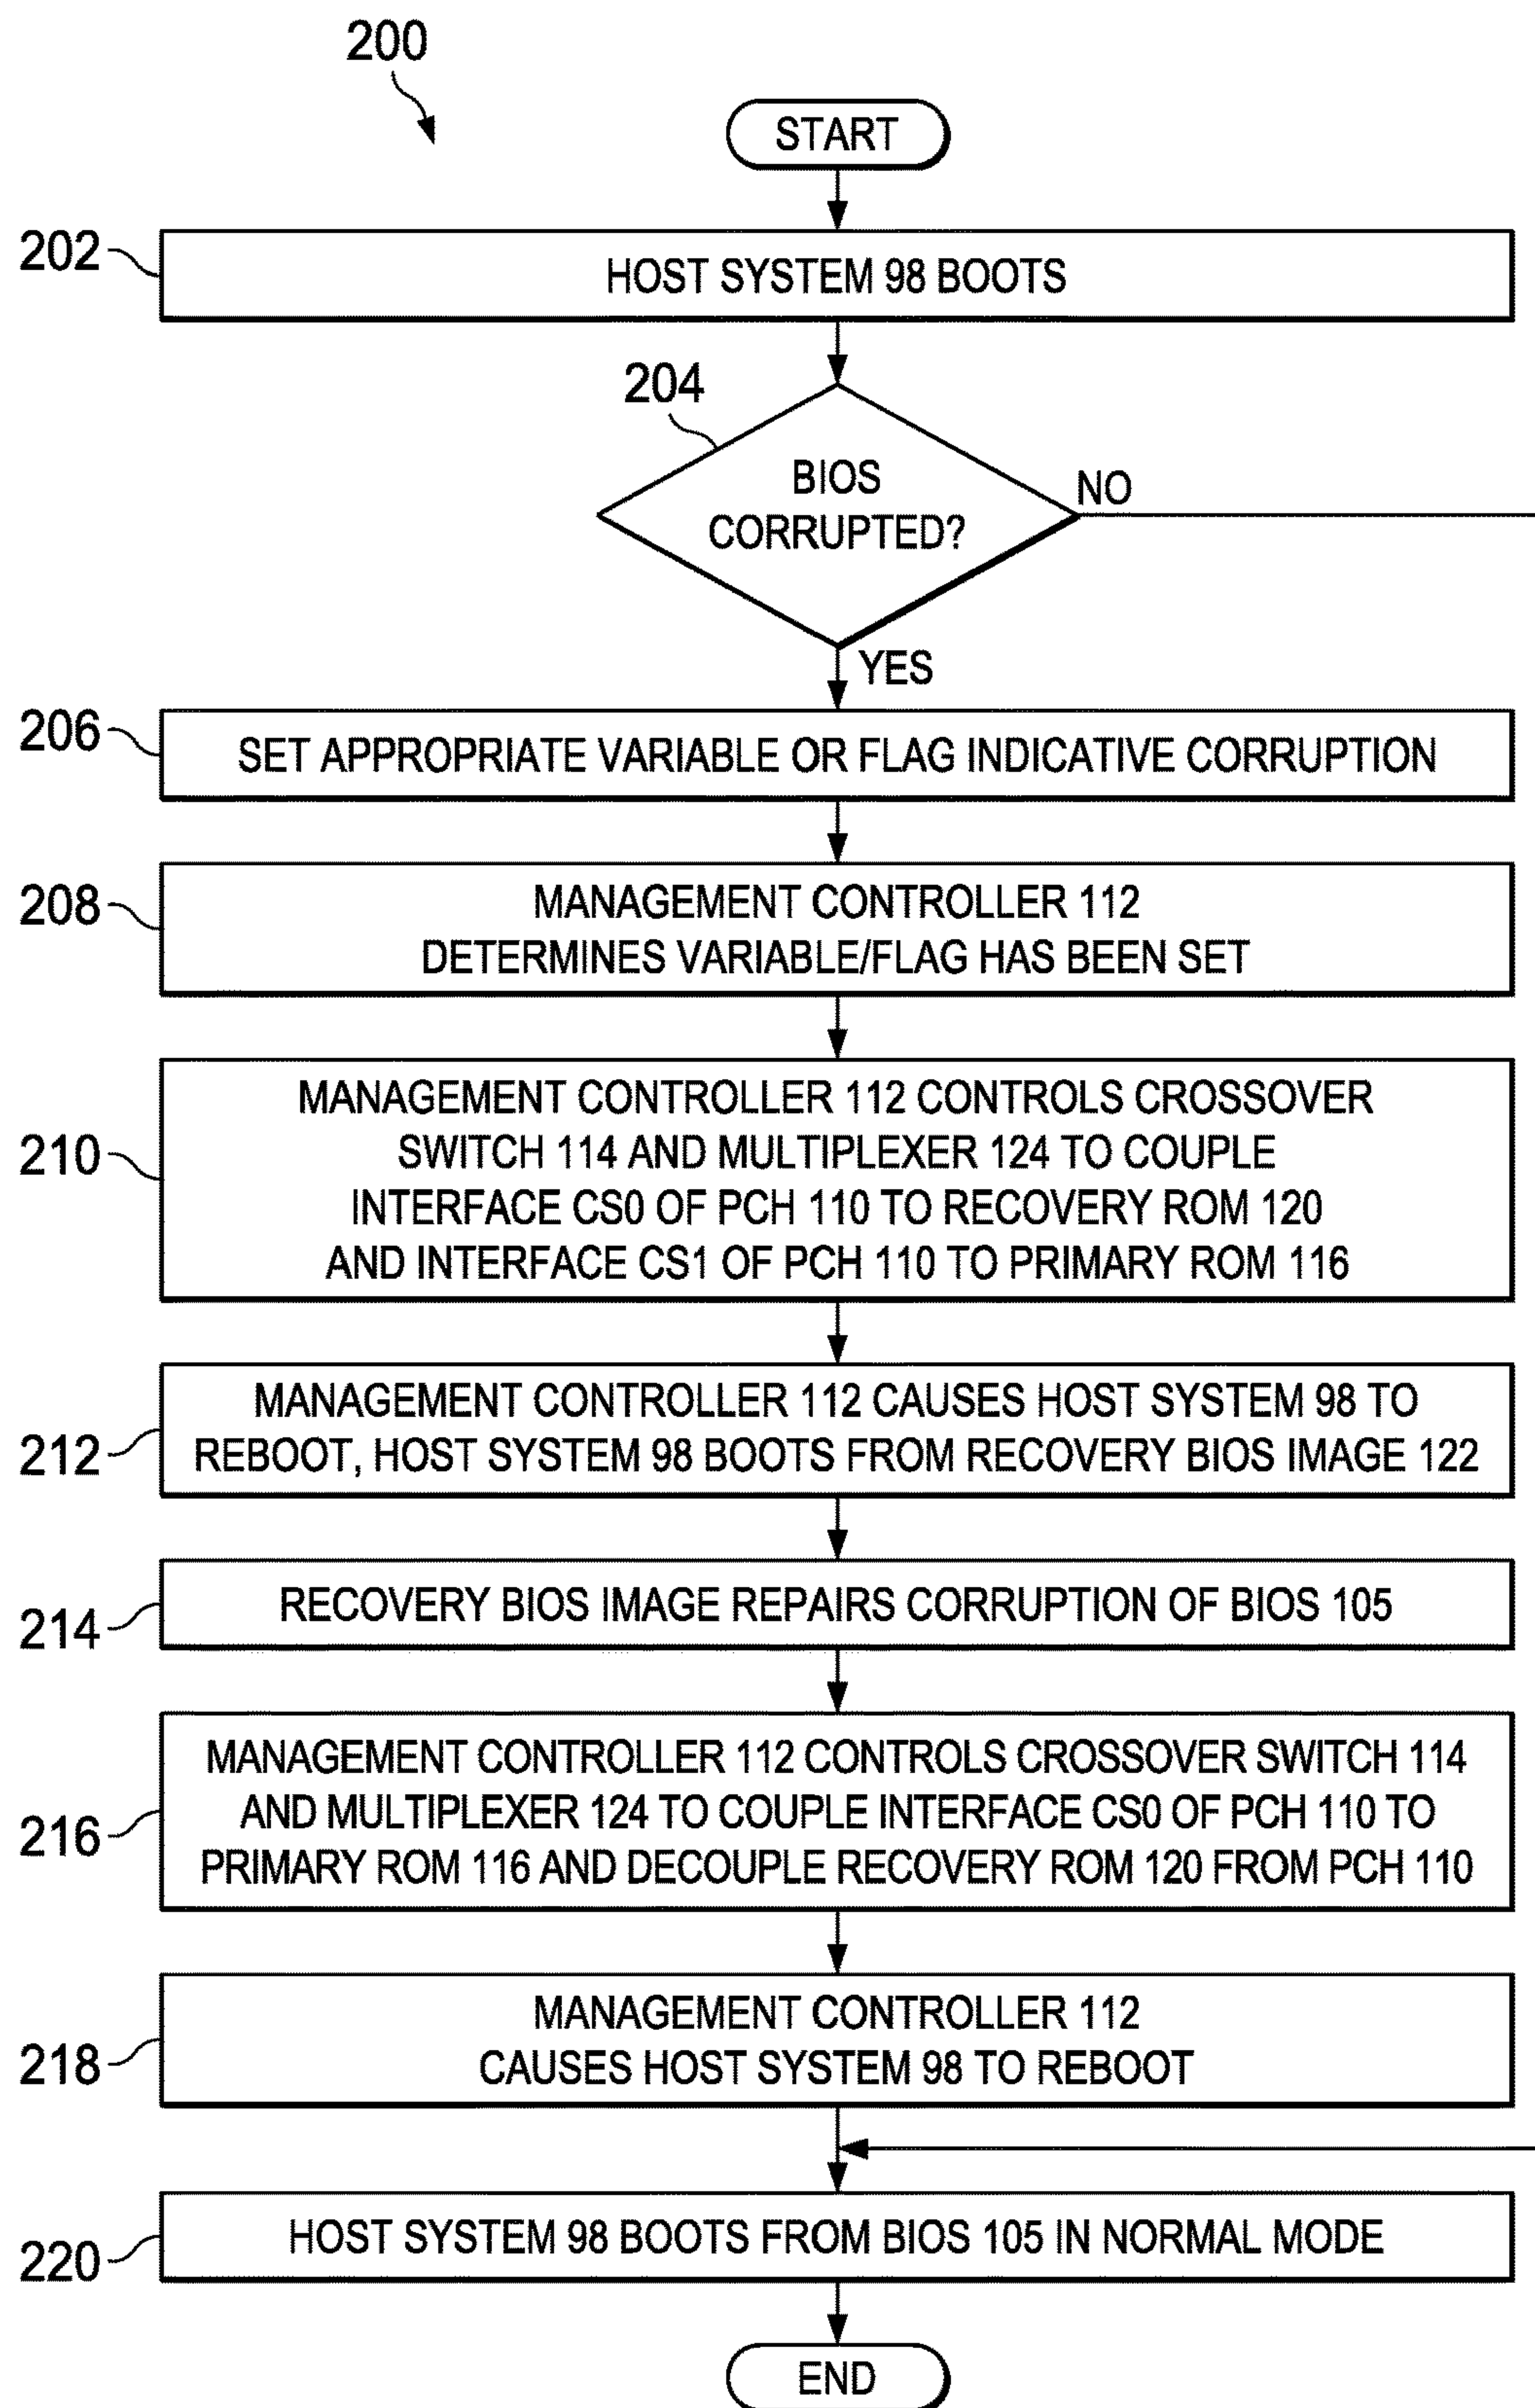 200
START
202
HOST SYSTEM 98 BOOTS
204
BIOS
CORRUPTED?
NO
YES
206
SET APPROPRIATE VARIABLE OR FLAG INDICATIVE CORRUPTION
208
MANAGEMENT CONTROLLER 112
DETERMINES VARIABLE/FLAG HAS BEEN SET
210
MANAGEMENT CONTROLLER 112 CONTROLS CROSSOVER
SWITCH 114 AND MULTIPLEXER 124 TO COUPLE
INTERFACE CS0 OF PCH 110 TO RECOVERY ROM 120
AND INTERFACE CS1 OF PCH 110 TO PRIMARY ROM 116
212
MANAGEMENT CONTROLLER 112 CAUSES HOST SYSTEM 98 TO
REBOOT, HOST SYSTEM 98 BOOTS FROM RECOVERY BIOS IMAGE 122
214
RECOVERY BIOS IMAGE REPAIRS CORRUPTION OF BIOS 105
216
MANAGEMENT CONTROLLER 112 CONTROLS CROSSOVER SWITCH 114
AND MULTIPLEXER 124 TO COUPLE INTERFACE CS0 OF PCH 110 TO
PRIMARY ROM 116 AND DECOUPLE RECOVERY ROM 120 FROM PCH 110
218
MANAGEMENT CONTROLLER 112
CAUSES HOST SYSTEM 98 TO REBOOT
220
HOST SYSTEM 98 BOOTS FROM BIOS 105 IN NORMAL MODE
END